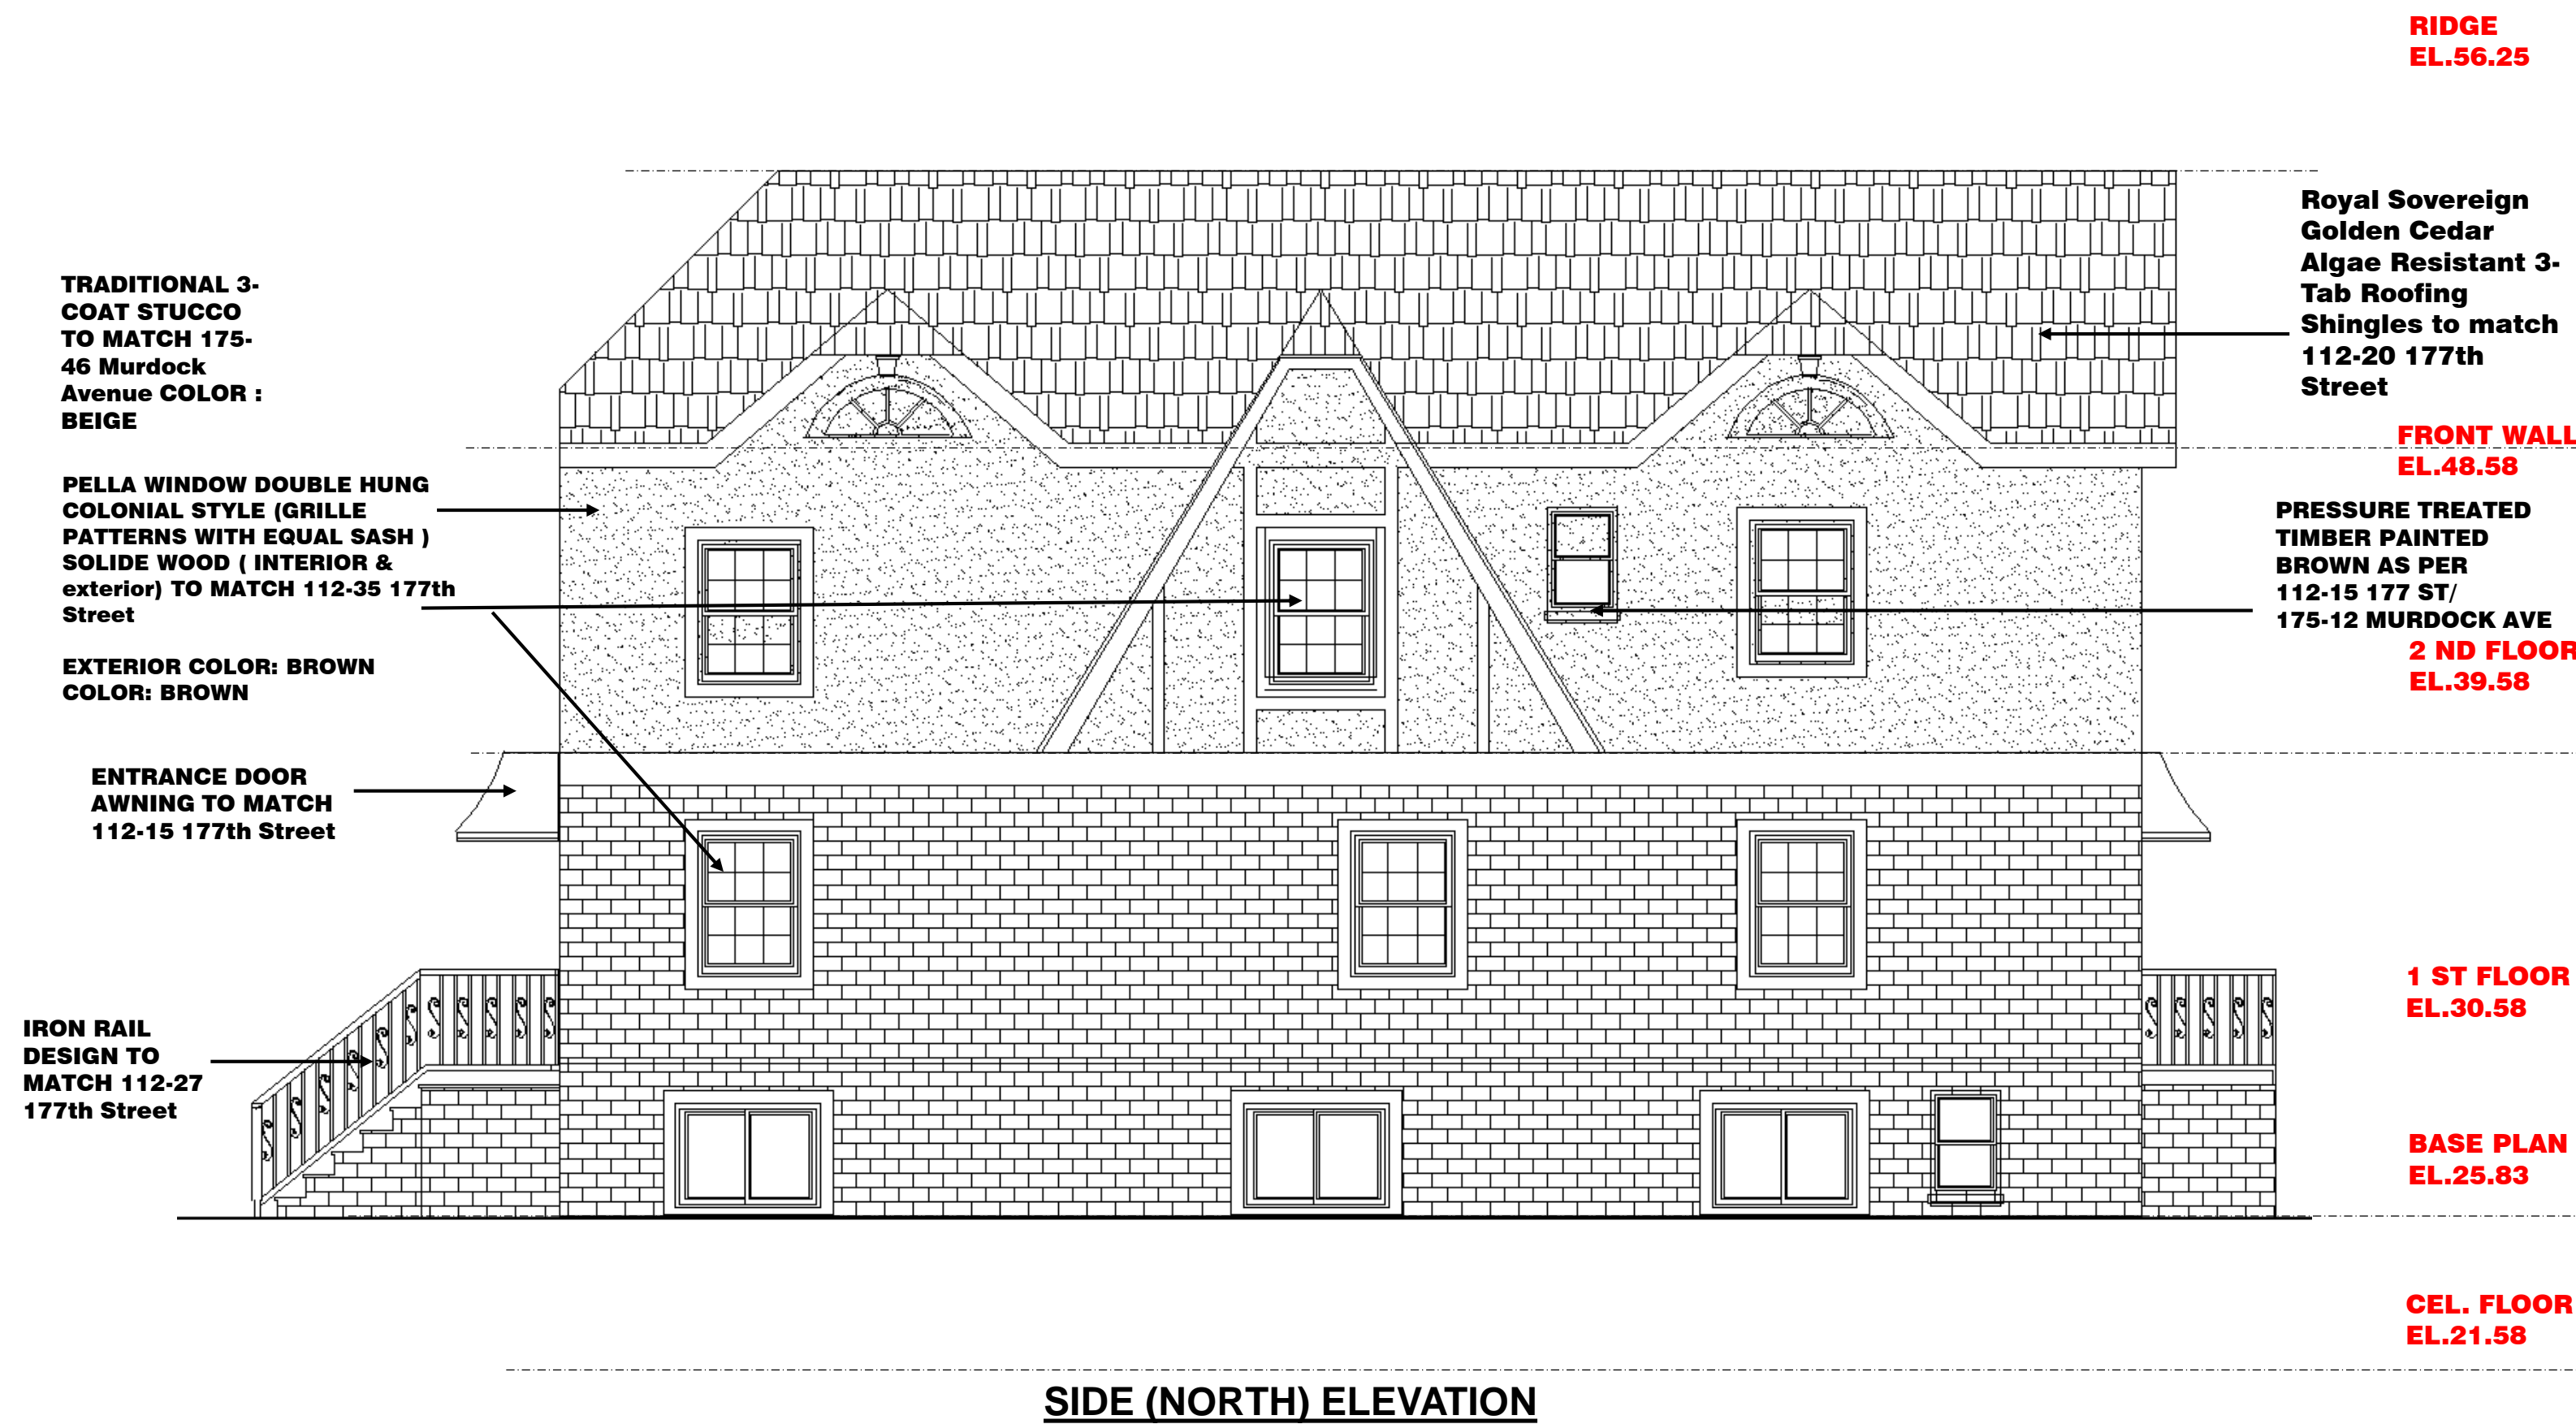 RIDGE
EL.56.25
Royal Sovereign
Golden Cedar
Algae Resistant 3-
Tab Roofing
Shingles to match
112-20 177th
Street
TRADITIONAL 3-
COAT STUCCO
TO MATCH 175-
46 Murdock
Avenue COLOR :
BEIGE
FRONT WALL
EL.48.58
PELLA WINDOW DOUBLE HUNG
COLONIAL STYLE (GRILLE
PATTERNS WITH EQUAL SASH )
SOLIDE WOOD ( INTERIOR &
exterior) TO MATCH 112-35 177th
Street
EXTERIOR COLOR: BROWN
COLOR: BROWN
PRESSURE TREATED
TIMBER PAINTED
BROWN AS PER
112-15 177 ST/
175-12 MURDOCK AVE
2 ND FLOOR
EL.39.58
ENTRANCE DOOR
AWNING TO MATCH
112-15 177th Street
1 ST FLOOR
EL.30.58
IRON RAIL
DESIGN TO
MATCH 112-27
177th Street
BASE PLAN
EL.25.83
CEL. FLOOR
EL.21.58
SIDE (NORTH) ELEVATION